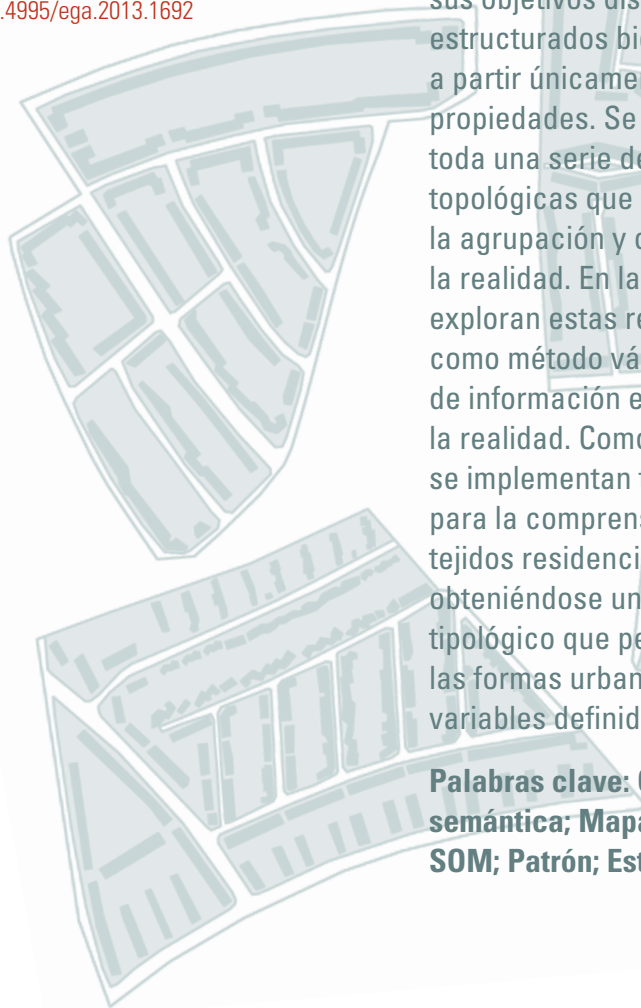 .4995/ega.2013.1692
sus objetivos dis
estructurados bi
a partir únicame
propiedades. Se
toda una serie de
topológicas que
la agrupación y c
la realidad. En la
exploran estas re
como método vá
de información e
la realidad. Como
se implementan
para la comprens
tejidos residenci
obteniéndose un
tipológico que pe
las formas urban
variables definid
Palabras clave:
semántica; Mapa
SOM; Patrón; Est